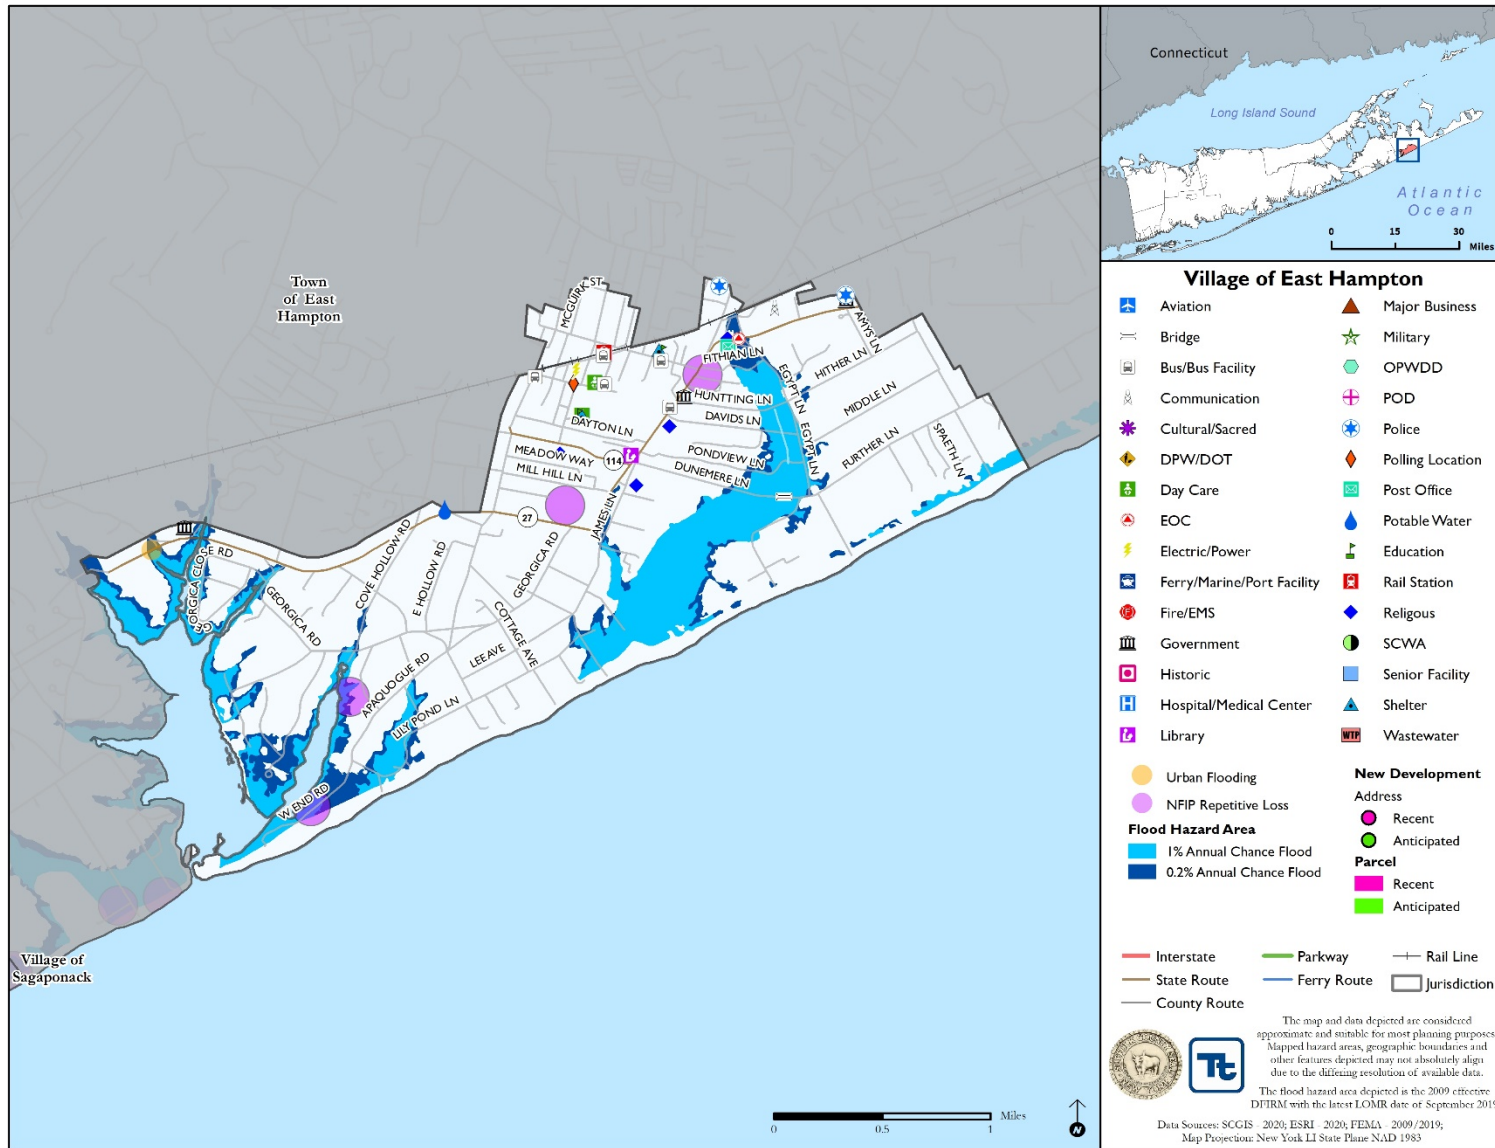 Town
of East
Hampton
Village of
Sagaponack
MCGUIRK ST
FITHIAN LN
AMYS LN
HITHER LN
EGYPT LN
HUNTTING LN
MIDDLE LN
DAVIDS LN
DAYTON LN
EGYPT LN
FURTHER LN
SPAETH LN
MEADOW WAY
114
PONDVIEW LN
MILL HILL LN
DUNEMERE LN
27
JAMES LN
COVE HOLLOW RD
E HOLLOW RD
GEORGICA RD
GEORGICA CLOSE RD
GEORGICA RD
COTTAGE AVE
LEE AVE
APAQUOGUE RD
LILY POND LN
W END RD
0 0.5 1 Miles
N
Connecticut
Long Island Sound
Atlantic
Ocean
0 15 30
Miles
Village of East Hampton
Aviation
Major Business
Bridge
Military
Bus/Bus Facility
OPWDD
Communication
POD
Cultural/Sacred
Police
DPW/DOT
Polling Location
Day Care
Post Office
EOC
Potable Water
Electric/Power
Education
Ferry/Marine/Port Facility
Rail Station
Fire/EMS
Religous
Government
SCWA
Historic
Senior Facility
Hospital/Medical Center
Shelter
Library
WTP Wastewater
Urban Flooding
NFIP Repetitive Loss
Flood Hazard Area
1% Annual Chance Flood
0.2% Annual Chance Flood
New Development
Address
Recent
Anticipated
Parcel
Recent
Anticipated
Interstate
Parkway
Rail Line
State Route
Ferry Route
Jurisdiction
County Route
Tt
The map and data depicted are considered
approximate and suitable for most planning purposes
Mapped hazard areas, geographic boundaries and
other features depicted may not absolutely align
due to the differing resolution of available data.
The flood hazard area depicted is the 2009 effective
DFIRM with the latest LOMR date of September 2019
Data Sources: SCGIS - 2020; ESRI - 2020; FEMA - 2009/2019;
Map Projection: New York LI State Plane NAD 1983